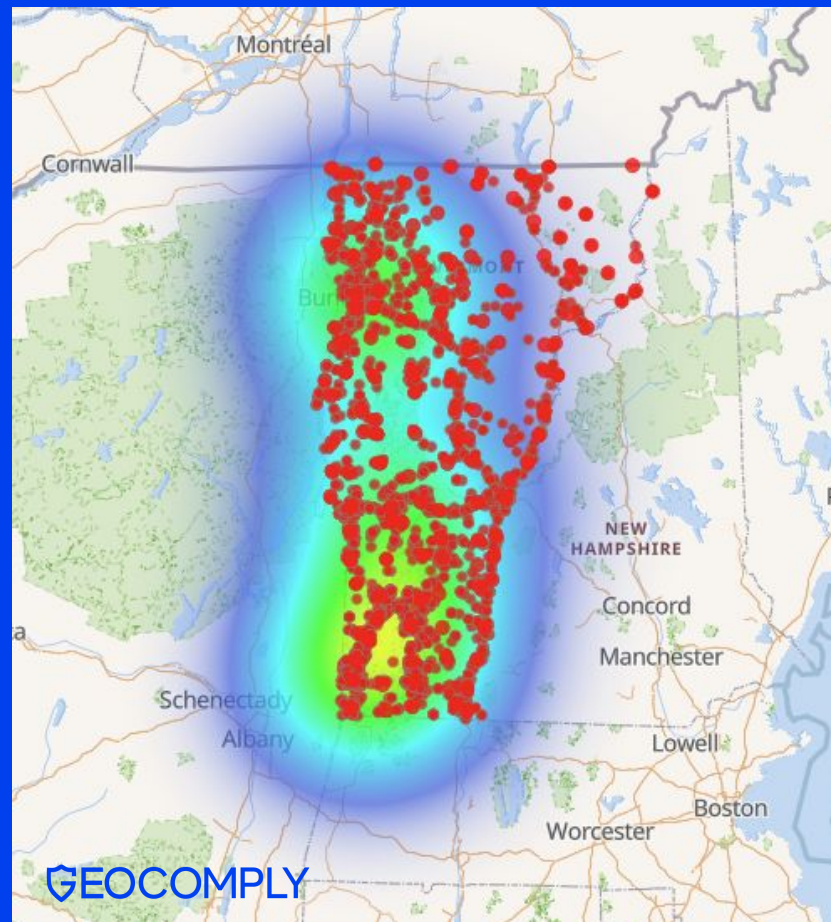 Montréal
Cornwall
NEW
HAMPSHIRE
Concord
Manchester
Schenectady
Albany
Lowell
Boston
Worcester
GEOCOMPLY